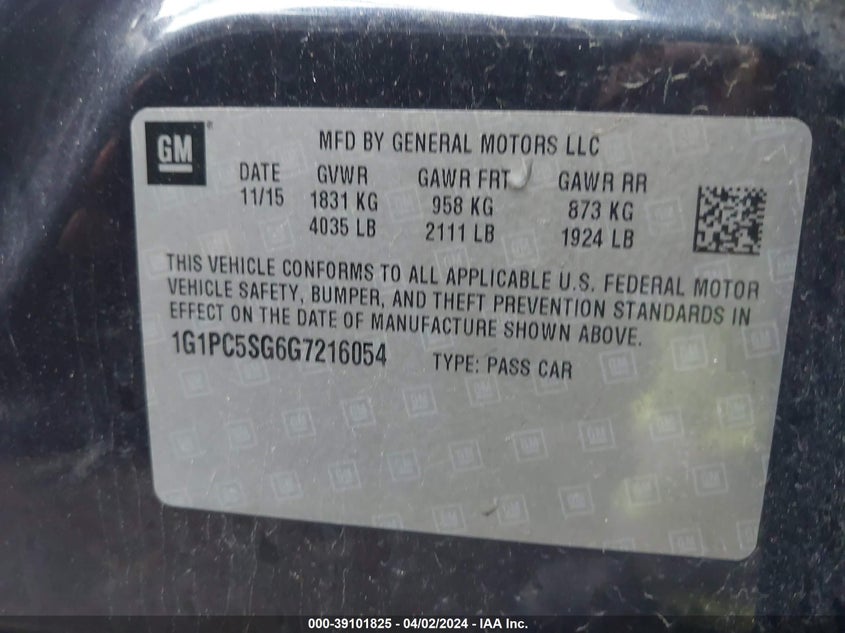 GM
MFD BY GENERAL MOTORS LLC
DATE GVWR GAWR FRT GAWR RR
11/15 1831 KG 958 KG 873 KG
4035 LB 2111 LB 1924 LB
THIS VEHICLE CONFORMS TO ALL APPLICABLE U.S. FEDERAL MOTOR
VEHICLE SAFETY, BUMPER, AND THEFT PREVENTION STANDARDS IN
EFFECT ON THE DATE OF MANUFACTURE SHOWN ABOVE.
1G1PC5SG6G7216054 TYPE: PASS CAR
000-39101825 - 04/02/2024 - IAA Inc.